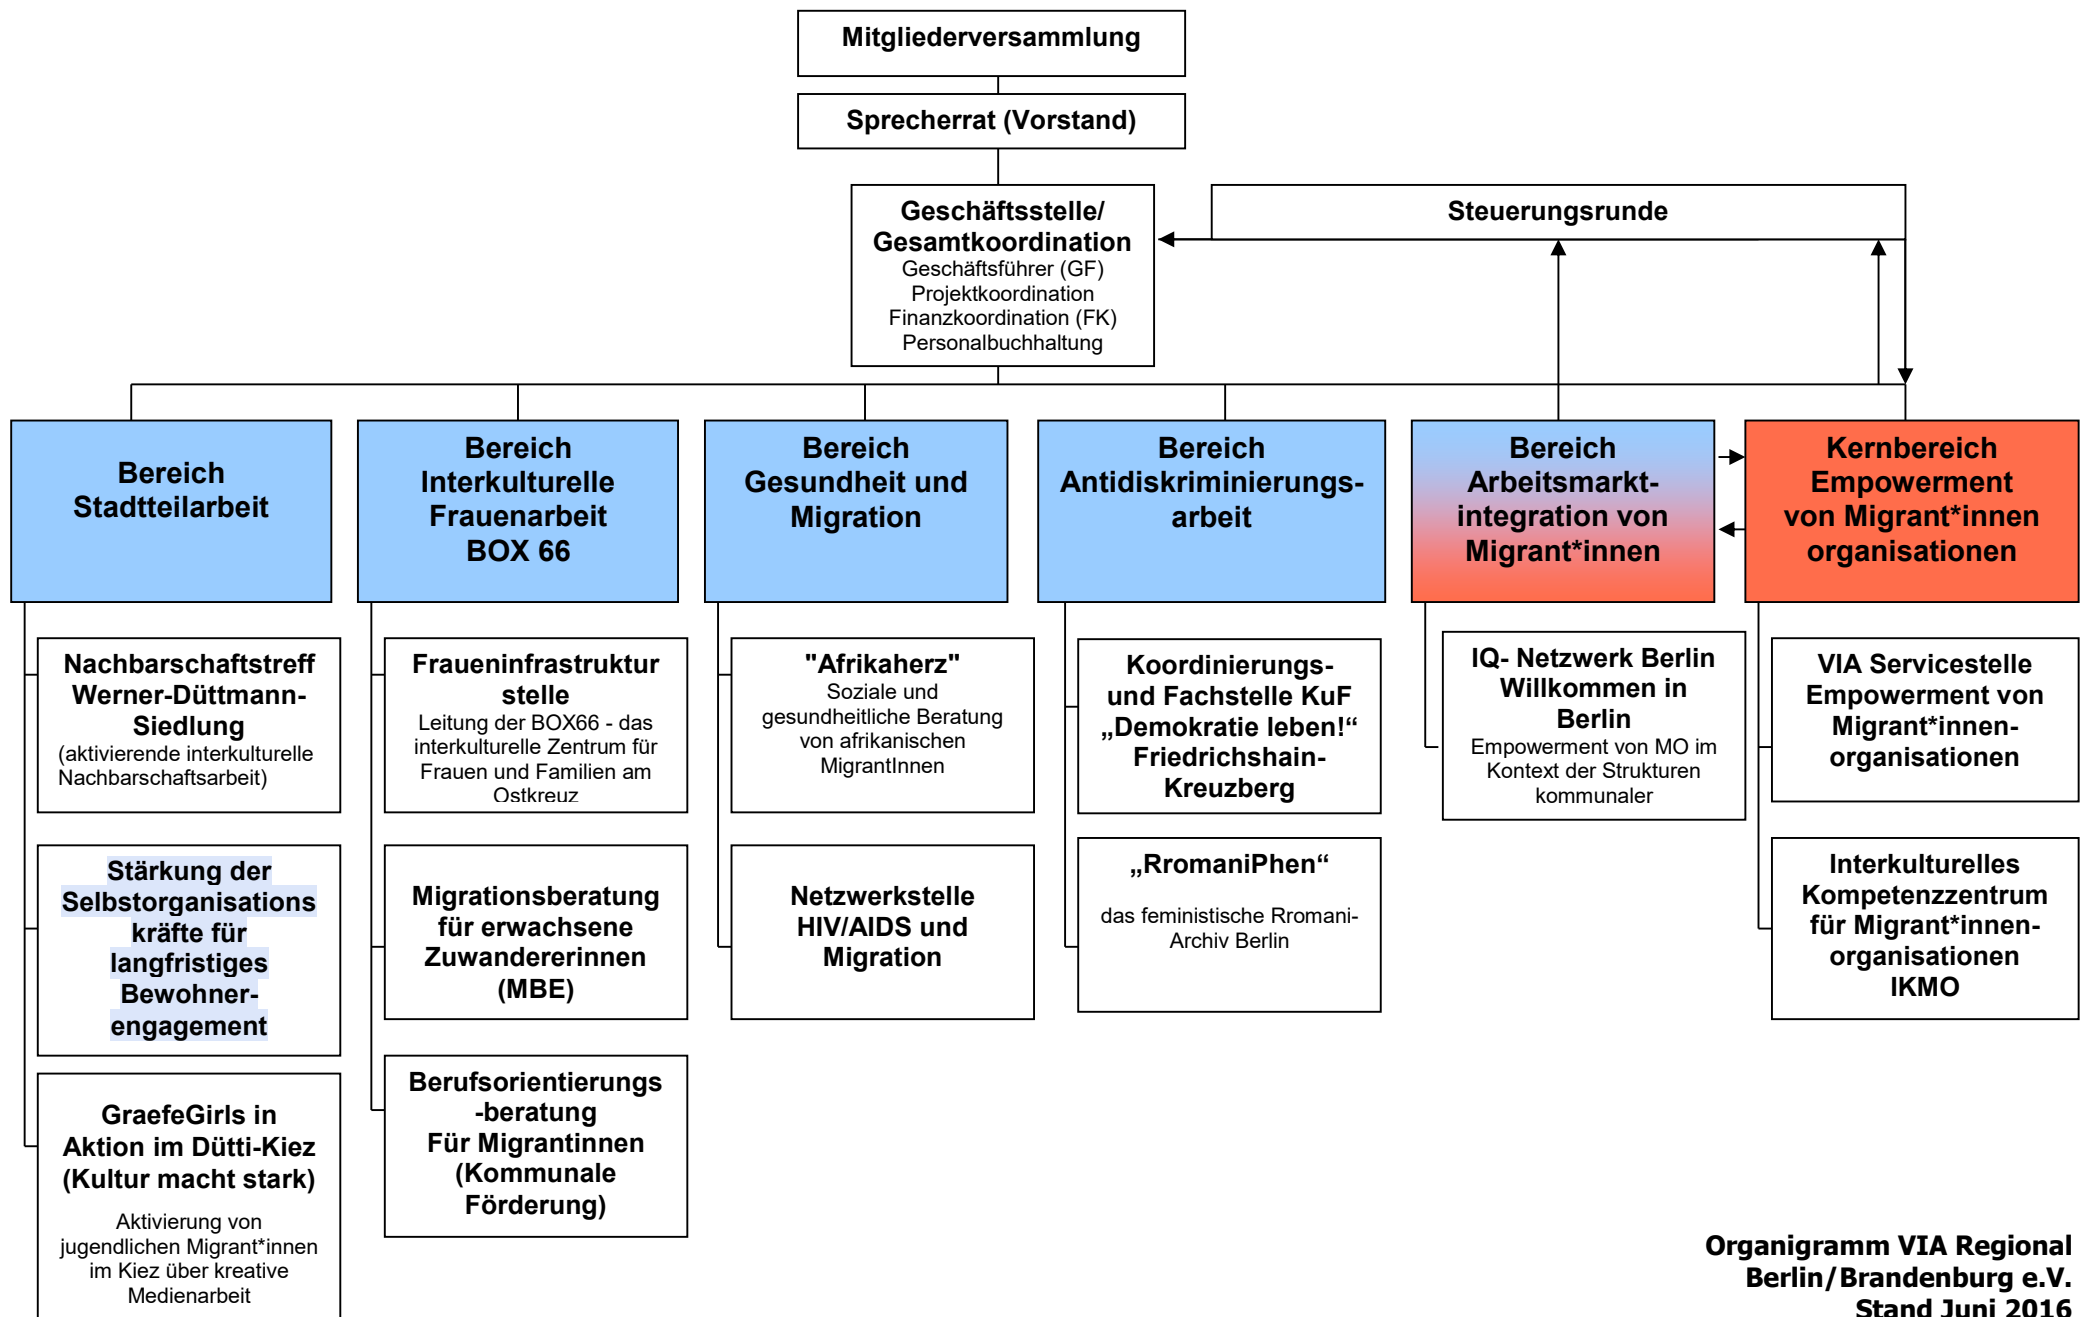 Mitgliederversammlung
Sprecherrat (Vorstand)
Geschäftsstelle/
Gesamtkoordination
Geschäftsführer (GF)
Projektkoordination
Finanzkoordination (FK)
Personalbuchhaltung
Steuerungsrunde
Bereich
Stadtteilarbeit
Bereich
Interkulturelle
Frauenarbeit
BOX 66
Bereich
Gesundheit und
Migration
Bereich
Antidiskriminierungs-
arbeit
Bereich
Arbeitsmarkt-
integration von
Migrant*innen
Kernbereich
Empowerment
von Migrant*innen
organisationen
Nachbarschaftstreff
Werner-Düttmann-
Siedlung
(aktivierende interkulturelle
Nachbarschaftsarbeit)
Stärkung der
Selbstorganisations
kräfte für
langfristiges
Bewohner-
engagement
GraefeGirls in
Aktion im Dütti-Kiez
(Kultur macht stark)
Aktivierung von
jugendlichen Migrant*innen
im Kiez über kreative
Medienarbeit
Fraueninfrastruktur
stelle
Leitung der BOX66 - das
interkulturelle Zentrum für
Frauen und Familien am
Ostkreuz
Migrationsberatung
für erwachsene
Zuwandererinnen
(MBE)
Berufsorientierungs
-beratung
Für Migrantinnen
(Kommunale
Förderung)
"Afrikaherz"
Soziale und
gesundheitliche Beratung
von afrikanischen
MigrantInnen
Netzwerkstelle
HIV/AIDS und
Migration
Koordinierungs-
und Fachstelle KuF
„Demokratie leben!“
Friedrichshain-
Kreuzberg
„RromaniPhen“
das feministische Rromani-
Archiv Berlin
IQ- Netzwerk Berlin
Willkommen in
Berlin
Empowerment von MO im
Kontext der Strukturen
kommunaler
VIA Servicestelle
Empowerment von
Migrant*innen-
organisationen
Interkulturelles
Kompetenzzentrum
für Migrant*innen-
organisationen
IKMO
Organigramm VIA Regional
Berlin/Brandenburg e.V.
Stand Juni 2016